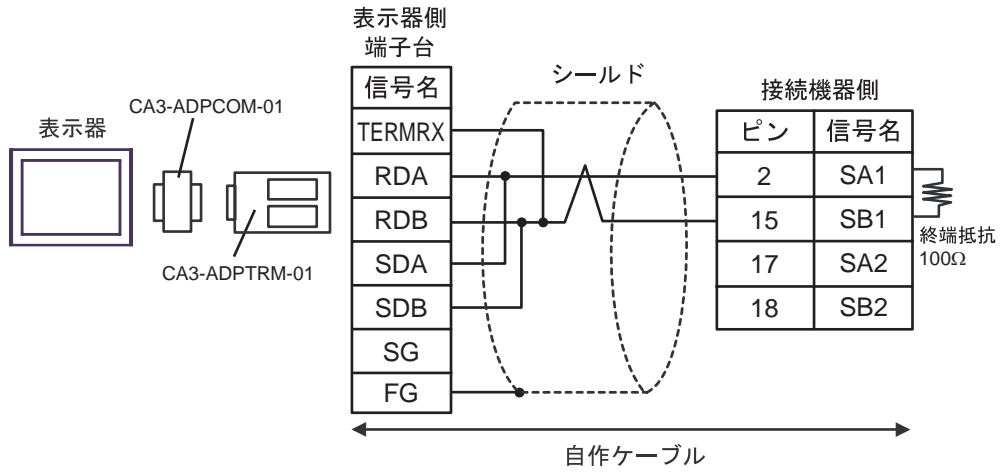 表示器
CA3-ADPCOM-01
CA3-ADPTRM-01
表示器側
端子台
信号名
TERMRX
RDA
RDB
SDA
SDB
SG
FG
シールド
接続機器側
ピン 信号名
2 SA1
15 SB1
17 SA2
18 SB2
終端抵抗
100Ω
自作ケーブル